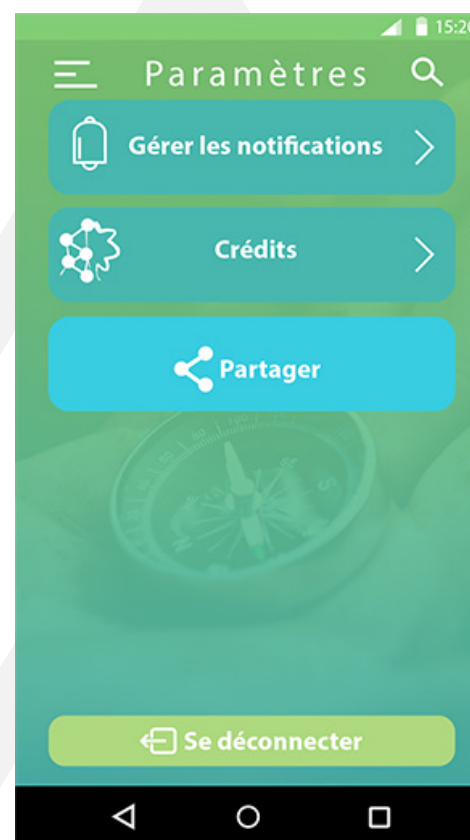 15:20
Paramètres
Gérer les notifications
Crédits
Partager
Se déconnecter